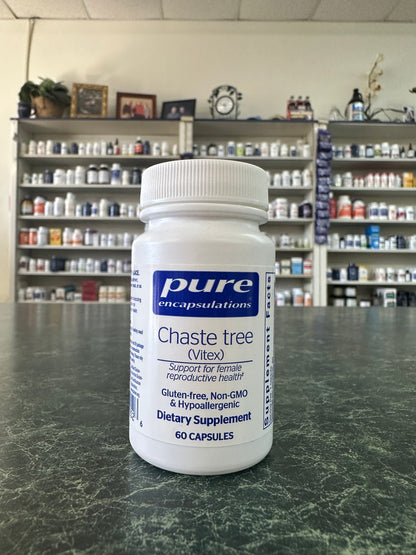 pure
encapsulations
Chaste tree
(Vitex)
Support for female
reproductive health‡
Gluten-free, Non-GMO
& Hypoallergenic
Dietary Supplement
60 CAPSULES
Supplement Facts